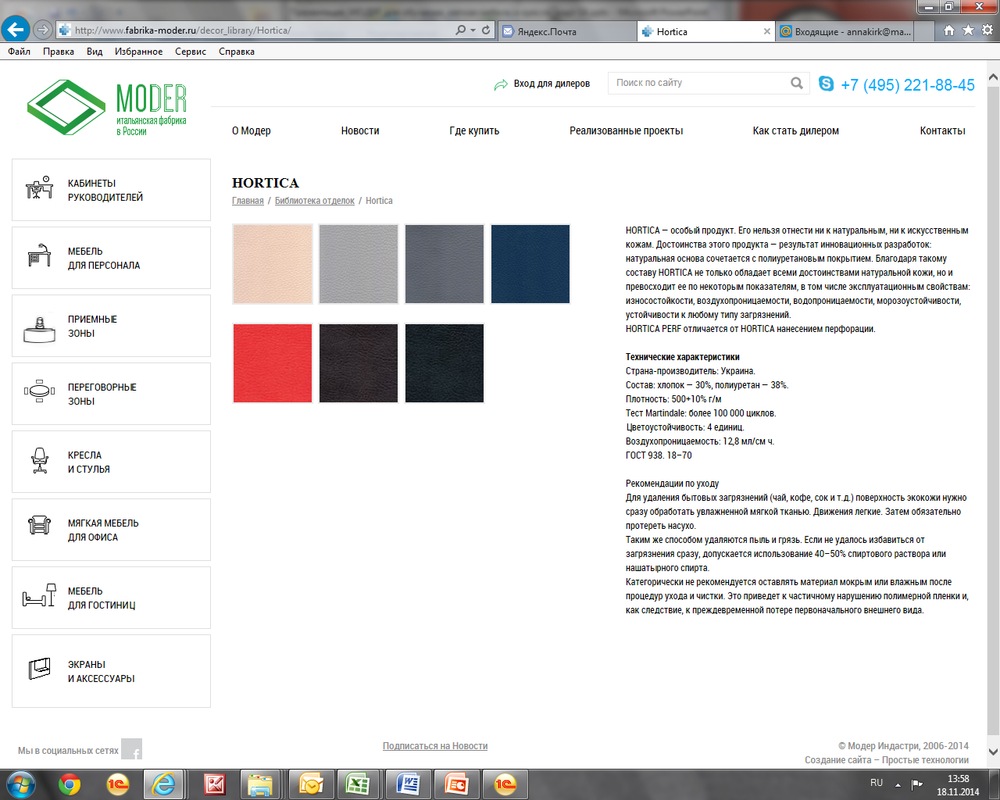 http://www.fabrika-moder.ru/decor_library/Hortica/
Яндекс.Почта
Hortica
Входящие - annakirk@ma...
Файл Правка Вид Избранное Сервис Справка
MODER
итальянская фабрика
в России
Вход для дилеров
Поиск по сайту
+7 (495) 221-88-45
О Модер Новости Где купить Реализованные проекты Как стать дилером Контакты
КАБИНЕТЫ
РУКОВОДИТЕЛЕЙ
МЕБЕЛЬ
ДЛЯ ПЕРСОНАЛА
ПРИЕМНЫЕ
ЗОНЫ
ПЕРЕГОВОРНЫЕ
ЗОНЫ
КРЕСЛА
И СТУЛЬЯ
МЯГКАЯ МЕБЕЛЬ
ДЛЯ ОФИСА
МЕБЕЛЬ
ДЛЯ ГОСТИНИЦ
ЭКРАНЫ
И АКСЕССУАРЫ
HORTICA
Главная / Библиотека отделок / Hortica
HORTICA — особый продукт. Его нельзя отнести ни к натуральным, ни к искусственным
кожам. Достоинства этого продукта — результат инновационных разработок:
натуральная основа сочетается с полиуретановым покрытием. Благодаря такому
составу HORTICA не только обладает всеми достоинствами натуральной кожи, но и
превосходит ее по некоторым показателям, в том числе эксплуатационным свойствам:
износостойкости, воздухопроницаемости, водопроницаемости, морозоустойчивости,
устойчивости к любому типу загрязнений.
HORTICA PERF отличается от HORTICA нанесением перфорации.
Технические характеристики
Страна-производитель: Украина.
Состав: хлопок — 30%, полиуретан — 38%.
Плотность: 500+10% г/м
Тест Martindale: более 100 000 циклов.
Цветоустойчивость: 4 единиц.
Воздухопроницаемость: 12,8 мл/см ч.
ГОСТ 938. 18–70
Рекомендации по уходу
Для удаления бытовых загрязнений (чай, кофе, сок и т.д.) поверхность экокожи нужно
сразу обработать увлажненной мягкой тканью. Движения легкие. Затем обязательно
протереть насухо.
Таким же способом удаляются пыль и грязь. Если не удалось избавиться от
загрязнения сразу, допускается использование 40–50% спиртового раствора или
нашатырного спирта.
Категорически не рекомендуется оставлять материал мокрым или влажным после
процедур ухода и чистки. Это приведет к частичному нарушению полимерной пленки и,
как следствие, к преждевременной потере первоначального внешнего вида.
Мы в социальных сетях f
Подписаться на Новости
© Модер Индастри, 2006-2014
Создание сайта – Простые технологии
RU
13:58
18.11.2014